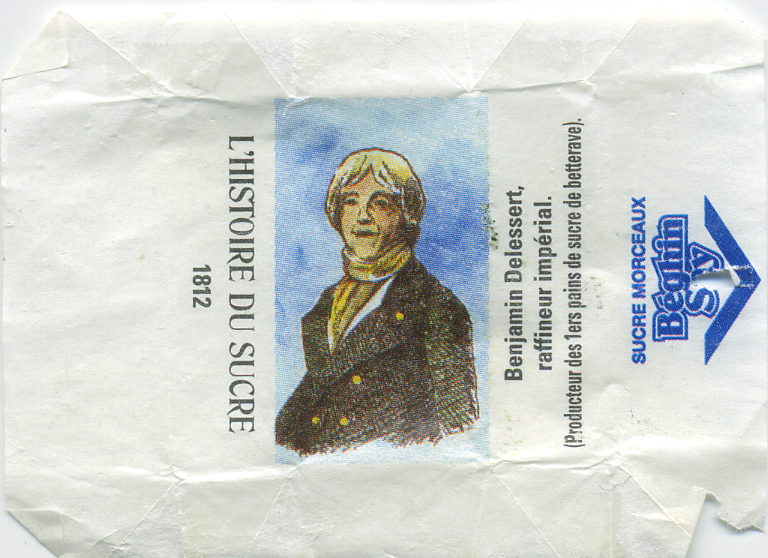 L'HISTOIRE DU SUCRE
1812
Benjamin Delessert,
raffineur impérial.
(Producteur des 1ers pains de sucre de betterave).
SUCRE MORCEAUX
Béghin
Say